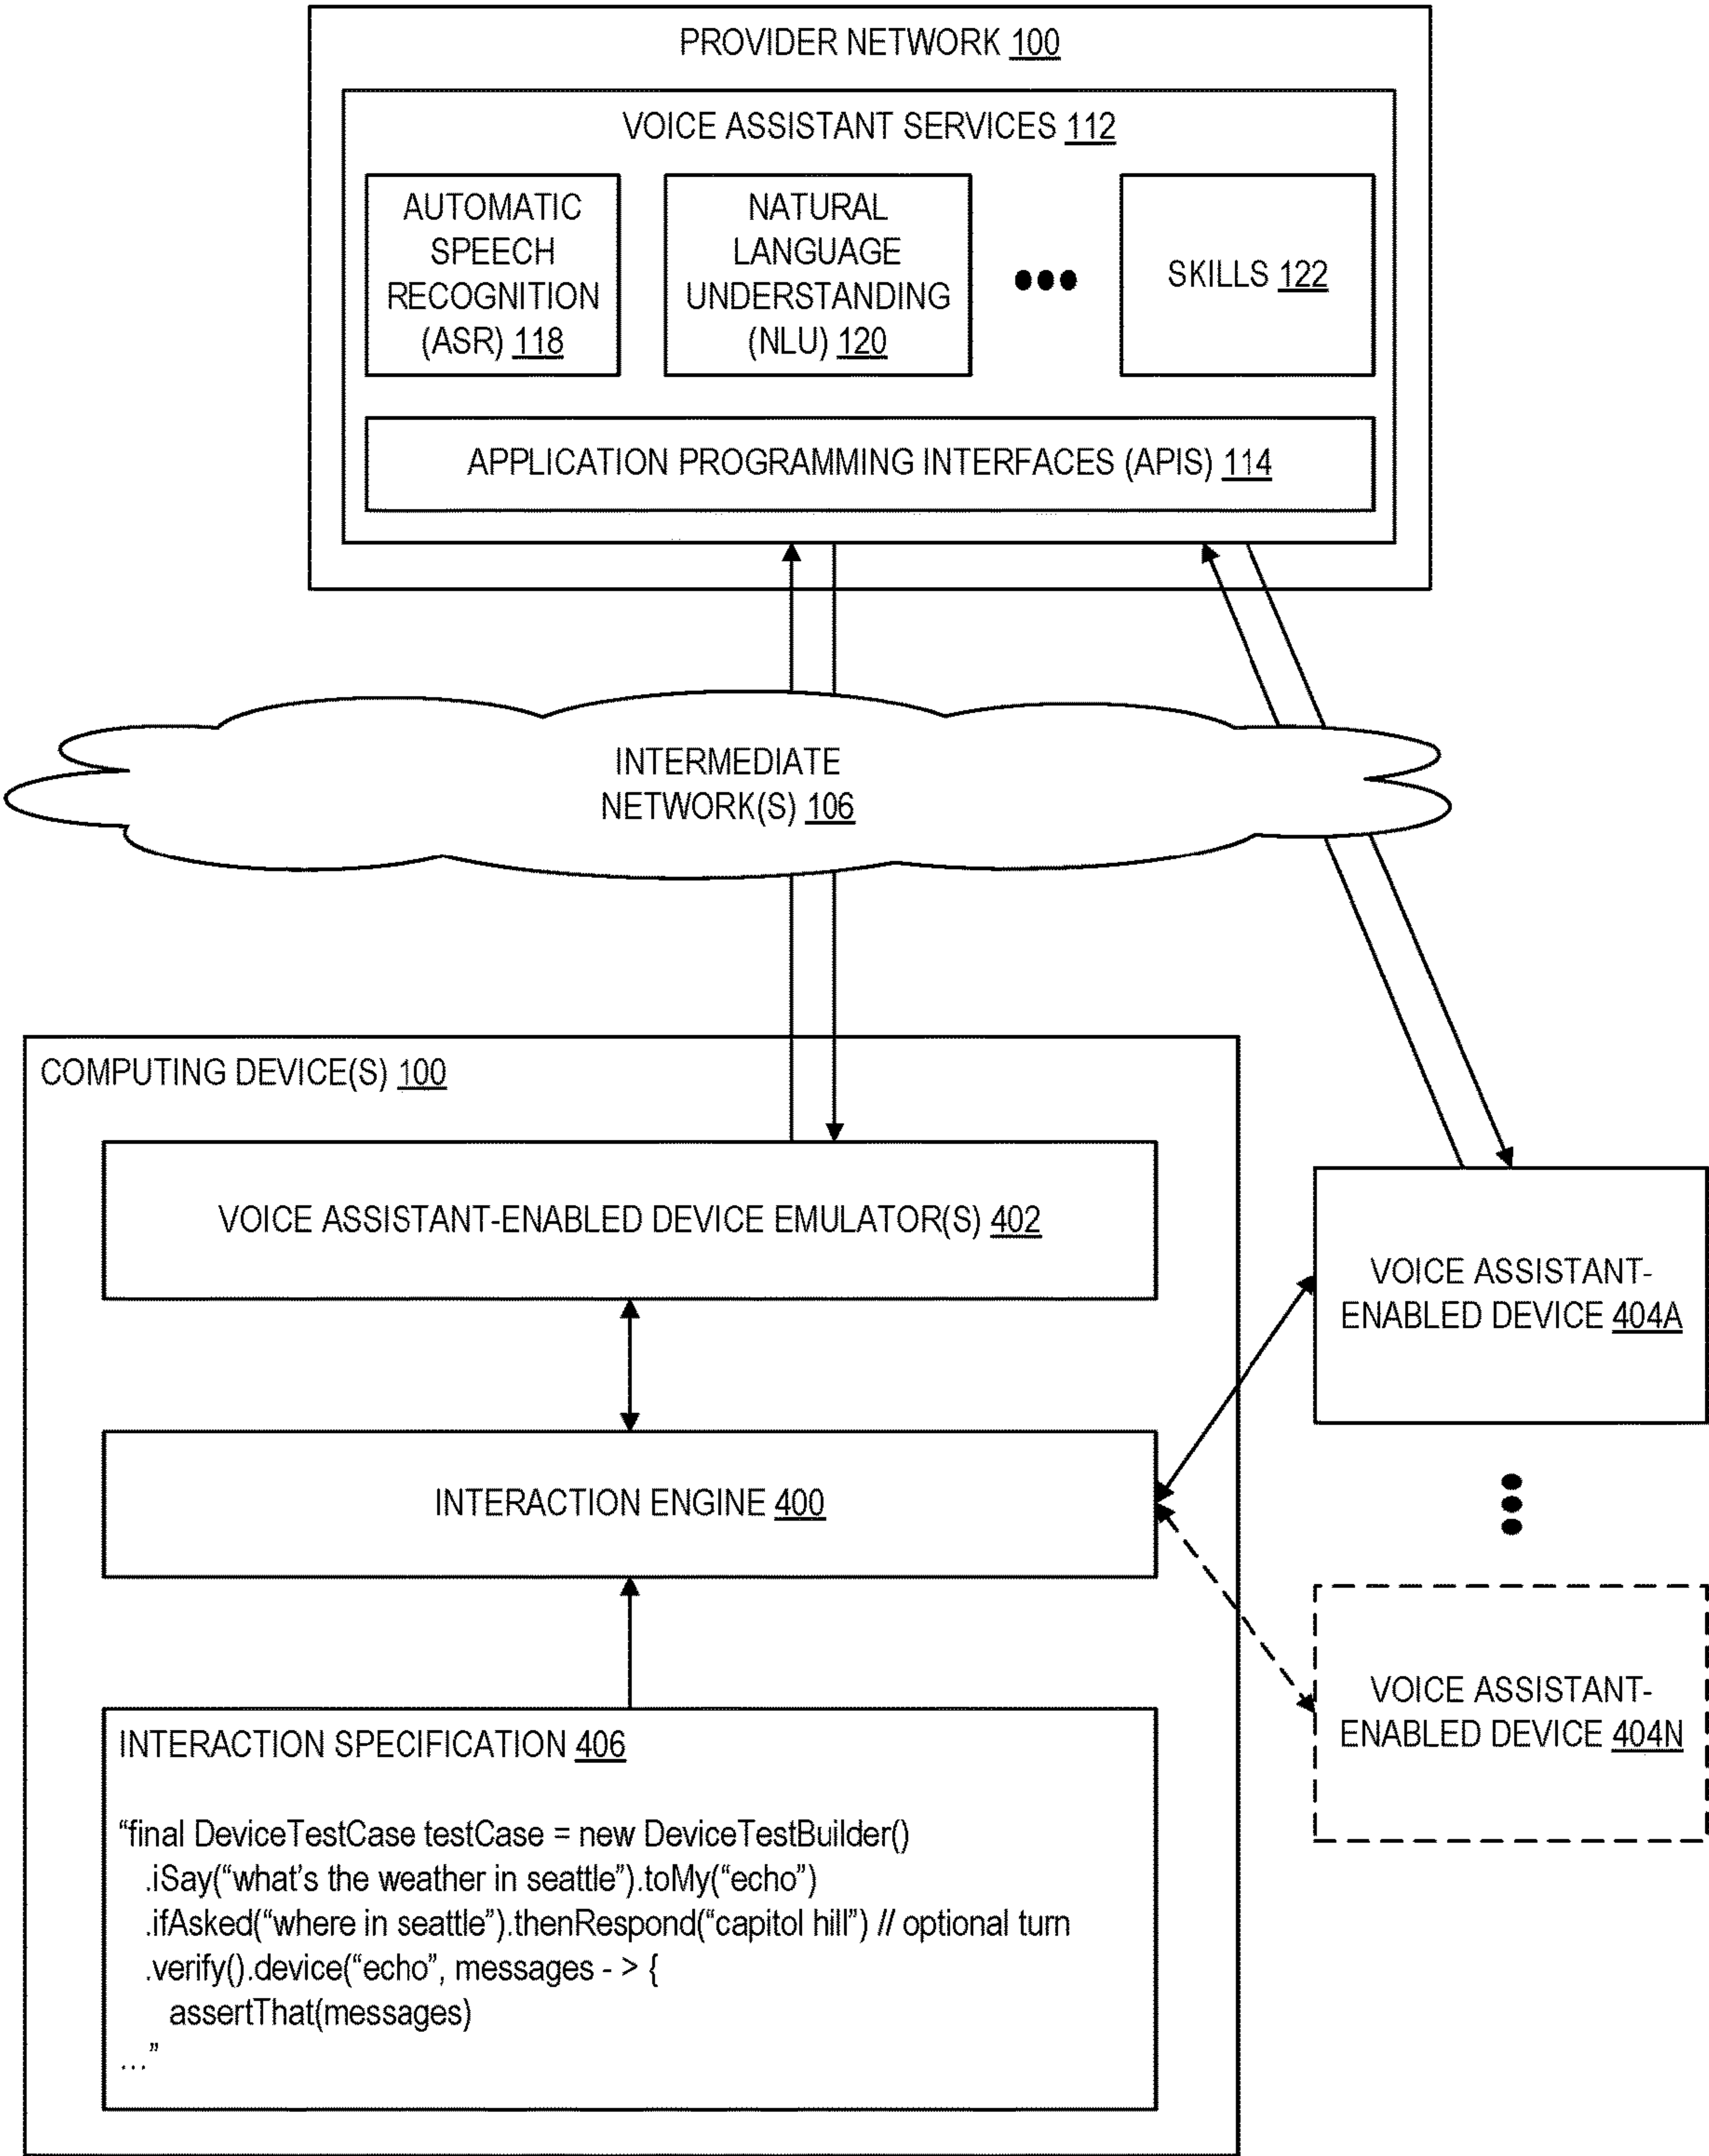 PROVIDER NETWORK 100
VOICE ASSISTANT SERVICES 112
AUTOMATIC
SPEECH
RECOGNITION
(ASR) 118
NATURAL
LANGUAGE
UNDERSTANDING
(NLU) 120
SKILLS 122
APPLICATION PROGRAMMING INTERFACES (APIS) 114
INTERMEDIATE
NETWORK(S) 106
COMPUTING DEVICE(S) 100
VOICE ASSISTANT-ENABLED DEVICE EMULATOR(S) 402
VOICE ASSISTANT-
ENABLED DEVICE 404A
INTERACTION ENGINE 400
VOICE ASSISTANT-
ENABLED DEVICE 404N
INTERACTION SPECIFICATION 406
“final DeviceTestCase testCase = new DeviceTestBuilder()
.iSay(“what’s the weather in seattle”).toMy(“echo”)
.ifAsked(“where in seattle”).thenRespond(“capitol hill”) // optional turn
.verify().device(“echo”, messages - > {
assertThat(messages)
…”